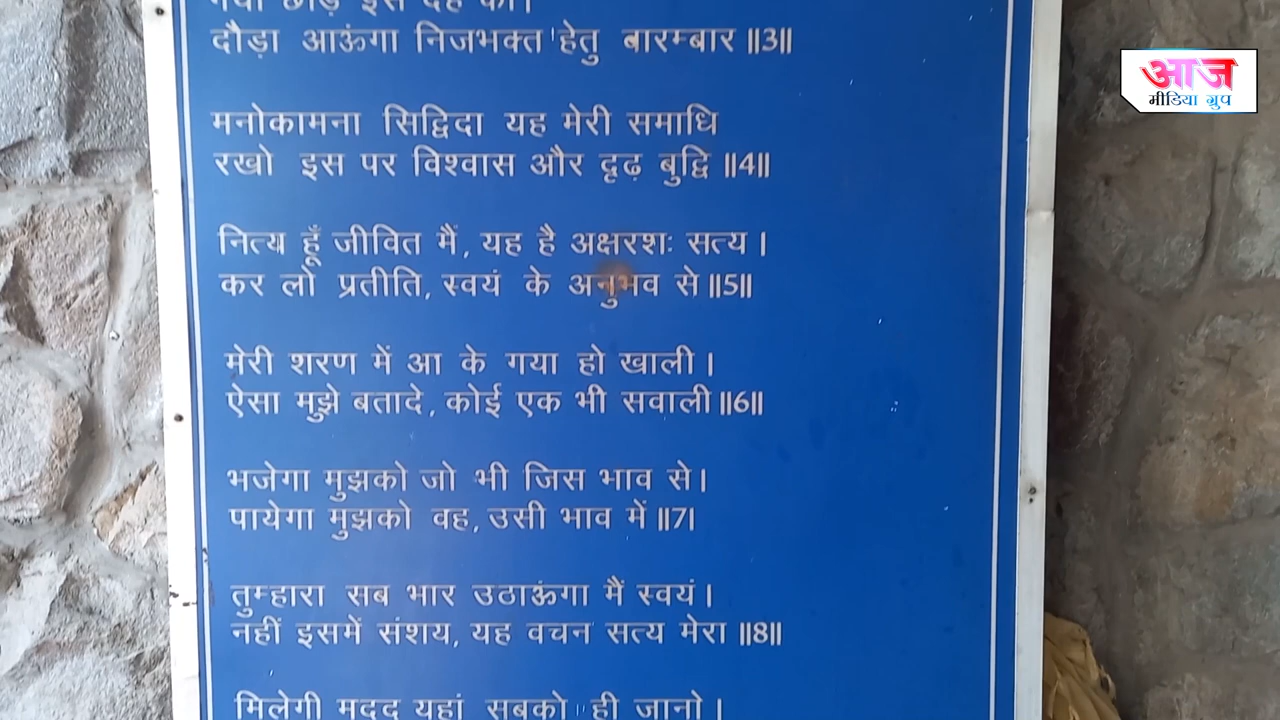 दौड़ा आऊंगा निजभक्त हेतु बारम्बार ॥3॥
आज
मीडिया ग्रुप
मनोकामना सिद्विदा यह मेरी समाधि
रखो इस पर विश्वास और दृढ़ बुद्वि ॥4॥
नित्य हूँ जीवित मैं, यह है अक्षरशः सत्य।
कर लो प्रतीति, स्वयं के अनुभव से ॥5॥
मेरी शरण में आ के गया हो खाली।
ऐसा मुझे बतादे, कोई एक भी सवाली ॥6॥
भजेगा मुझको जो भी जिस भाव से।
पायेगा मुझको वह, उसी भाव में ॥7।
तुम्हारा सब भार उठाऊंगा मैं स्वयं।
नहीं इसमें संशय, यह वचन सत्य मेरा ॥8॥
मिलेगी मदद यहां सबको ही जानो।